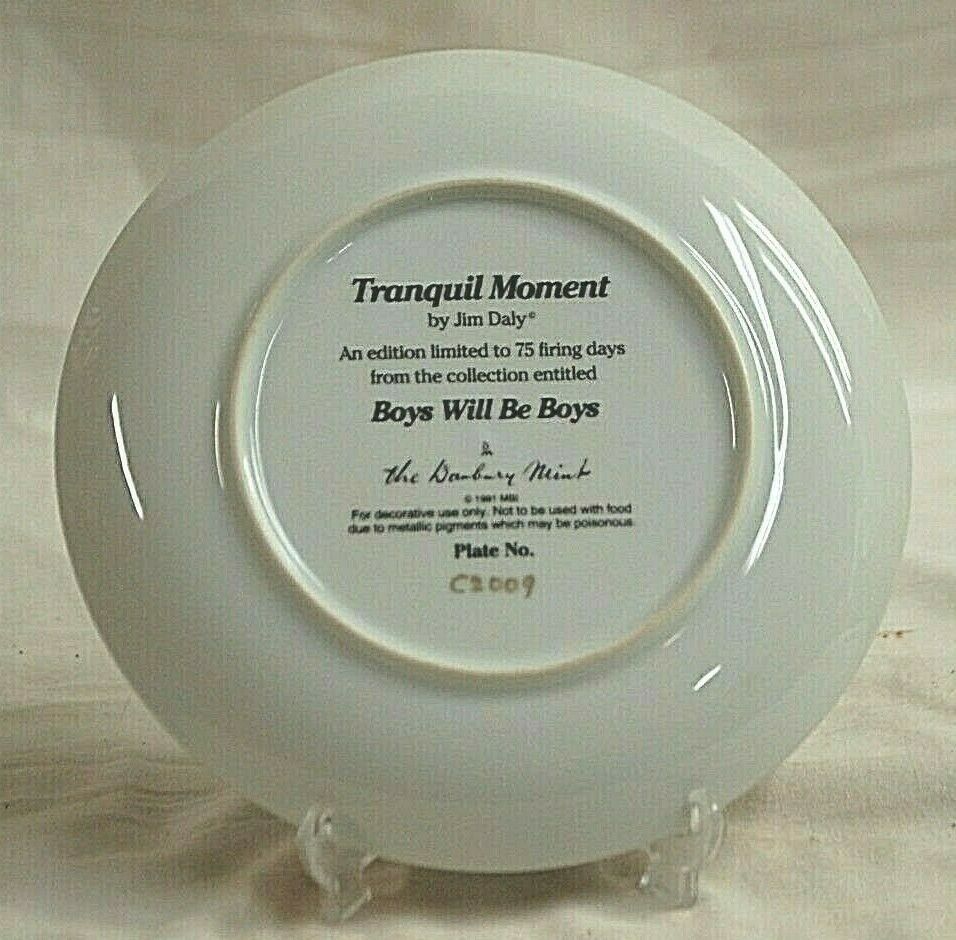 Tranquil Moment
by Jim Daly©
An edition limited to 75 firing days
from the collection entitled
Boys Will Be Boys
the Danbury Mint
© 1991 MBI
For decorative use only. Not to be used with food
due to metallic pigments which may be poisonous.
Plate No.
C2009